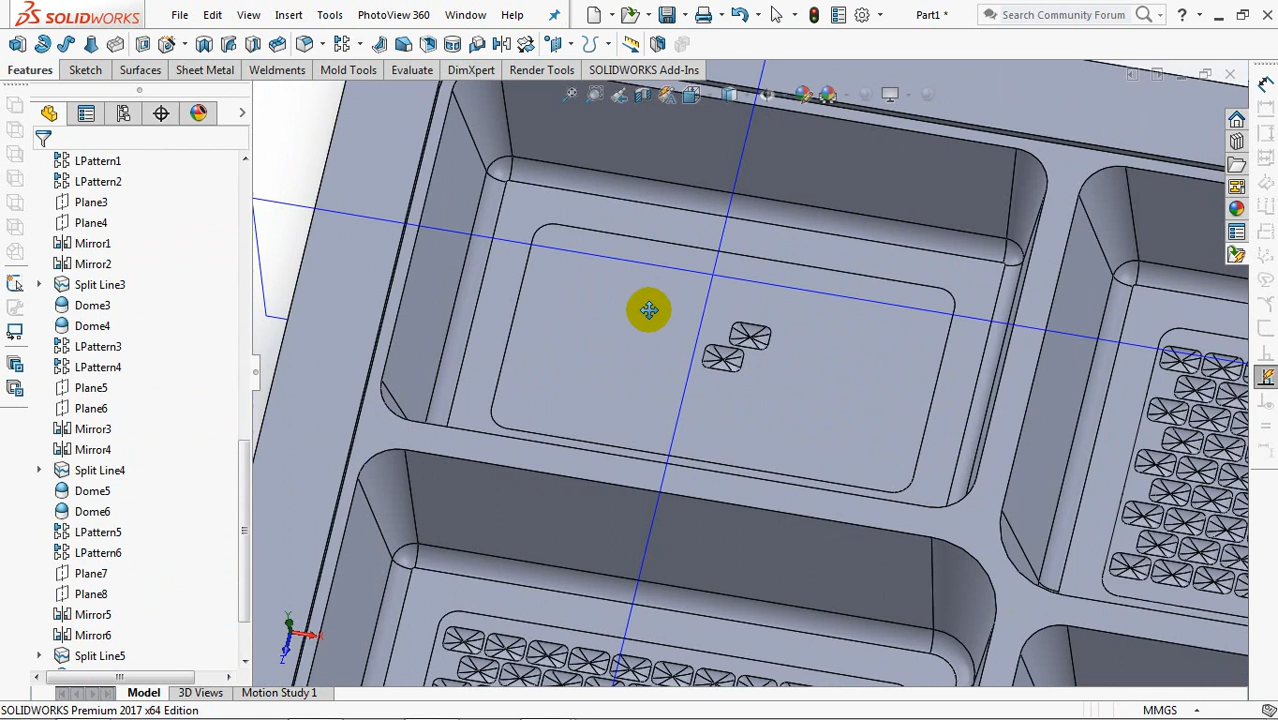 SOLIDWORKS File Edit View Insert Tools PhotoView 360 Window Help Part1 * Search Community Forum ?
Features Sketch Surfaces Sheet Metal Weldments Mold Tools Evaluate DimXpert Render Tools SOLIDWORKS Add-Ins
LPattern1
LPattern2
Plane3
Plane4
Mirror1
Mirror2
Split Line3
Dome3
Dome4
LPattern3
LPattern4
Plane5
Plane6
Mirror3
Mirror4
Split Line4
Dome5
Dome6
LPattern5
LPattern6
Plane7
Plane8
Mirror5
Mirror6
Split Line5
Y
X
Z
Model 3D Views Motion Study 1
SOLIDWORKS Premium 2017 x64 Edition MMGS